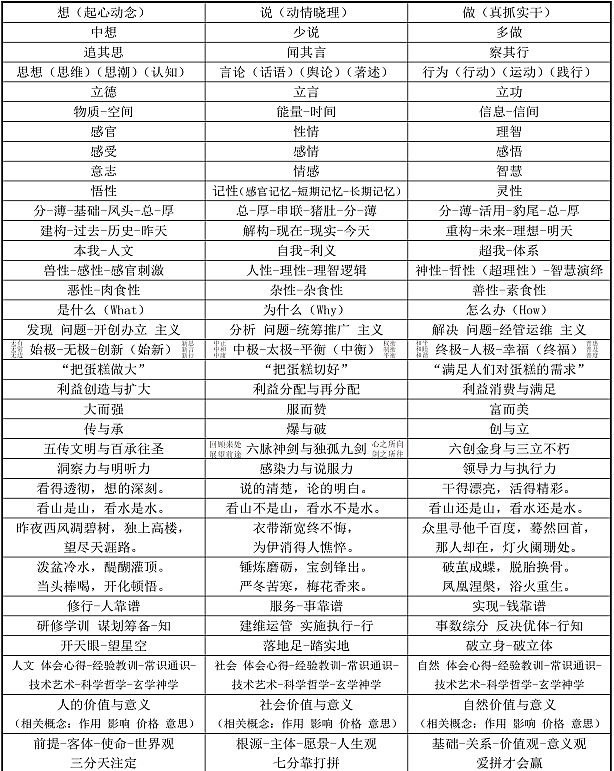 想（起心动念） 说（动情晓理） 做（真抓实干）
中想 少说 多做
追其思 闻其言 察其行
思想（思维）（思潮）（认知） 言论（话语）（舆论）（著述） 行为（行动）（运动）（践行）
立德 立言 立功
物质-空间 能量-时间 信息-信间
感官 性情 理智
感受 感情 感悟
意志 情感 智慧
悟性 记性（感官记忆-短期记忆-长期记忆） 灵性
分-薄-基础-凤头-总-厚 总-厚-串联-猪肚-分-薄 分-薄-活用-豹尾-总-厚
建构-过去-历史-昨天 解构-现在-现实-今天 重构-未来-理想-明天
本我-人文 自我-利义 超我-体系
兽性-感性-感官刺激 人性-理性-理智逻辑 神性-哲性（超理性）-智慧演绎
恶性-肉食性 杂性-杂食性 善性-素食性
是什么（What） 为什么（Why） 怎么办（How）
发现 问题-开创办立 主义 分析 问题-统筹推广 主义 解决 问题-经管运维 主义
始极-无极-创新（始新） 中极-太极-平衡（中衡） 终极-人极-幸福（终福）
“把蛋糕做大” “把蛋糕切好” “满足人们对蛋糕的需求”
利益创造与扩大 利益分配与再分配 利益消费与满足
大而强 服而赞 富而美
传与承 爆与破 创与立
五传文明与百承往圣 回顾来处 展望前途 六脉神剑与独孤九剑 心之所向 剑之所往 六创金身与三立不朽
洞察力与明听力 感染力与说服力 领导力与执行力
看得透彻，想的深刻。 说的清楚，论的明白。 干得漂亮，活得精彩。
看山是山，看水是水。 看山不是山，看水不是水。 看山还是山，看水还是水。
昨夜西风凋碧树，独上高楼， 衣带渐宽终不悔， 众里寻他千百度，蓦然回首，
望尽天涯路。 为伊消得人憔悴。 那人却在，灯火阑珊处。
泼盆冷水，醍醐灌顶。 锤炼磨砺，宝剑锋出。 破茧成蝶，脱胎换骨。
当头棒喝，开化顿悟。 严冬苦寒，梅花香来。 凤凰涅槃，浴火重生。
修行-人靠谱 服务-事靠谱 实现-钱靠谱
研修学训 谋划筹备-知 建维运管 实施执行-行 事数综分 反决优体-行知
开天眼-望星空 落地足-踏实地 破立身-破立体
人文 体会心得-经验教训-常识通识- 社会 体会心得-经验教训-常识通识- 自然 体会心得-经验教训-常识通识-
技术艺术-科学哲学-玄学神学 技术艺术-科学哲学-玄学神学 技术艺术-科学哲学-玄学神学
人的价值与意义 社会价值与意义 自然价值与意义
（相关概念：作用 影响 价格 意思） （相关概念：作用 影响 价格 意思） （相关概念：作用 影响 价格 意思）
前提-客体-使命-世界观 根源-主体-愿景-人生观 基础-关系-价值观-意义观
三分天注定 七分靠打拼 爱拼才会赢